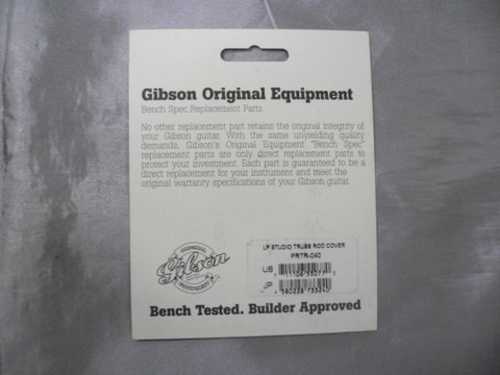 Gibson Original Equipment
Bench Spec Replacement Parts
No other replacement part retains the original integrity of
your Gibson guitar. With the same unyielding quality
demands, Gibson's Original Equipment "Bench Spec"
replacement parts are only direct replacement parts to
protect your investment. Each part is guaranteed to be a
direct replacement for your instrument and meet the
original warranty specifications of your Gibson guitar.
LP STUDIO TRUSS ROD COVER
PRTR-040
US
JP
Gibson
Bench Tested. Builder Approved